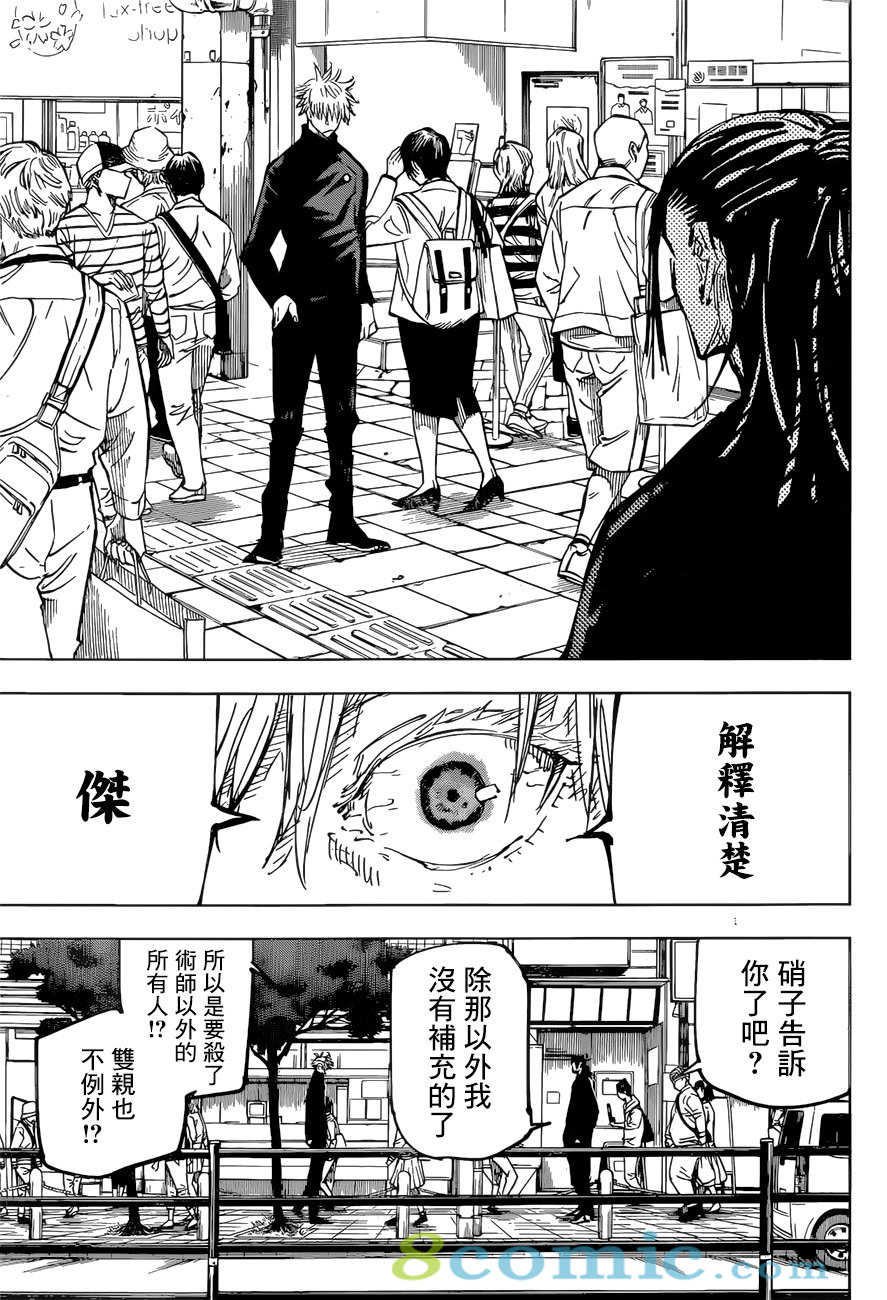 tax-free
shop
解釋清楚
傑
硝子告訴
你了吧?
除那以外我
沒有補充的
了
所以是要殺了
術師以外的
所有人!?
雙親也
不例外!?
8comic.com